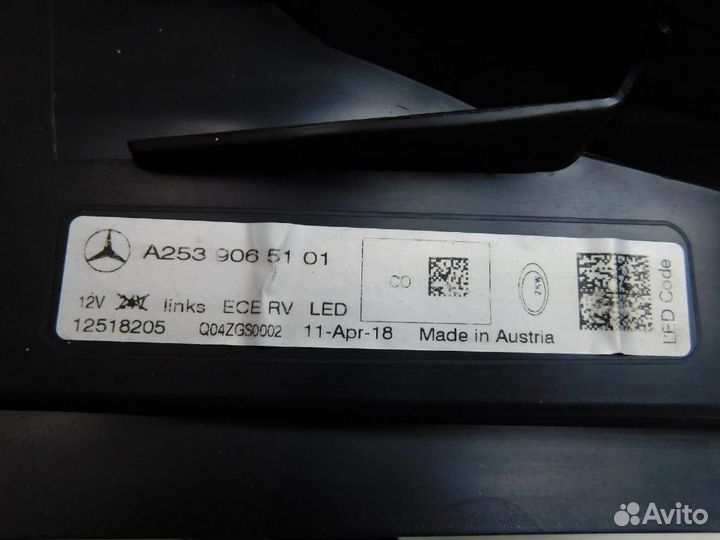 A253 906 51 01
CO
ZKW
12V 24V links ECE RV LED
12518205 Q04ZGS0002 11-Apr-18 Made in Austria
LED Code
Avito